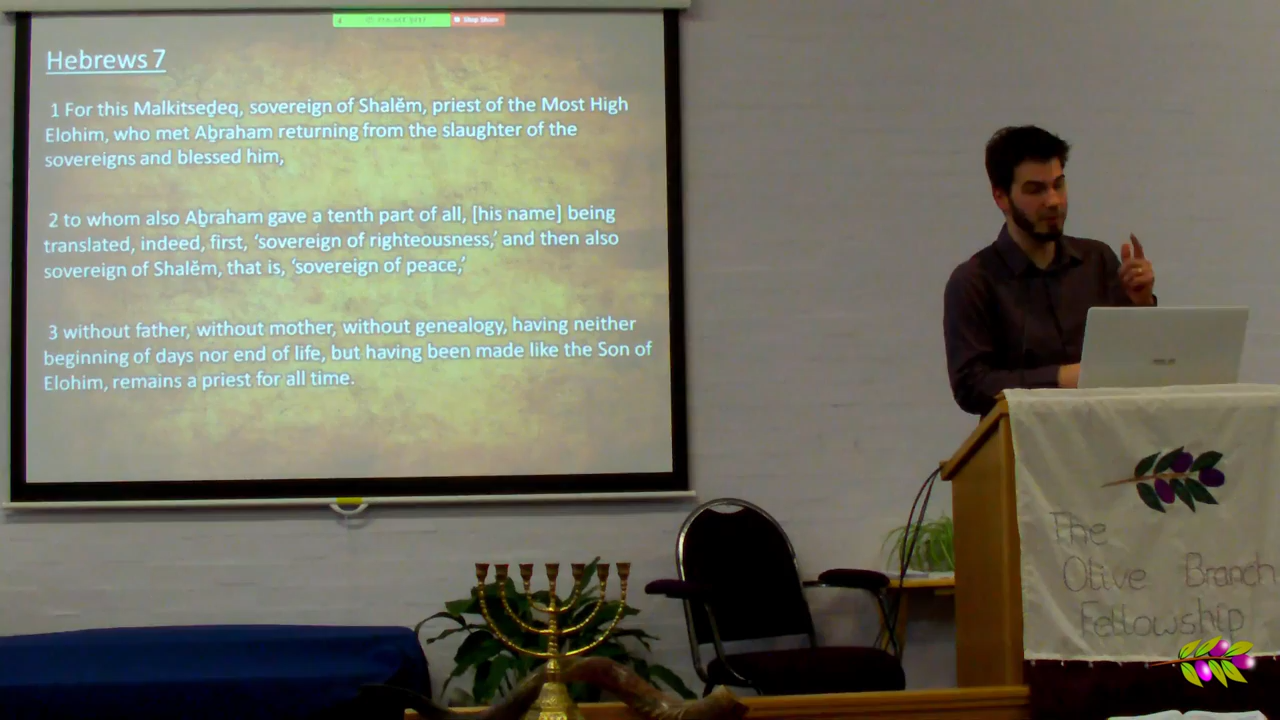 Stop Share
Hebrews 7
1 For this Malkitseḏeq, sovereign of Shalěm, priest of the Most High
Elohim, who met Aḇraham returning from the slaughter of the
sovereigns and blessed him,
2 to whom also Aḇraham gave a tenth part of all, [his name] being
translated, indeed, first, ‘sovereign of righteousness,’ and then also
sovereign of Shalěm, that is, ‘sovereign of peace,’
3 without father, without mother, without genealogy, having neither
beginning of days nor end of life, but having been made like the Son of
Elohim, remains a priest for all time.
The
Olive Branch
Fellowship